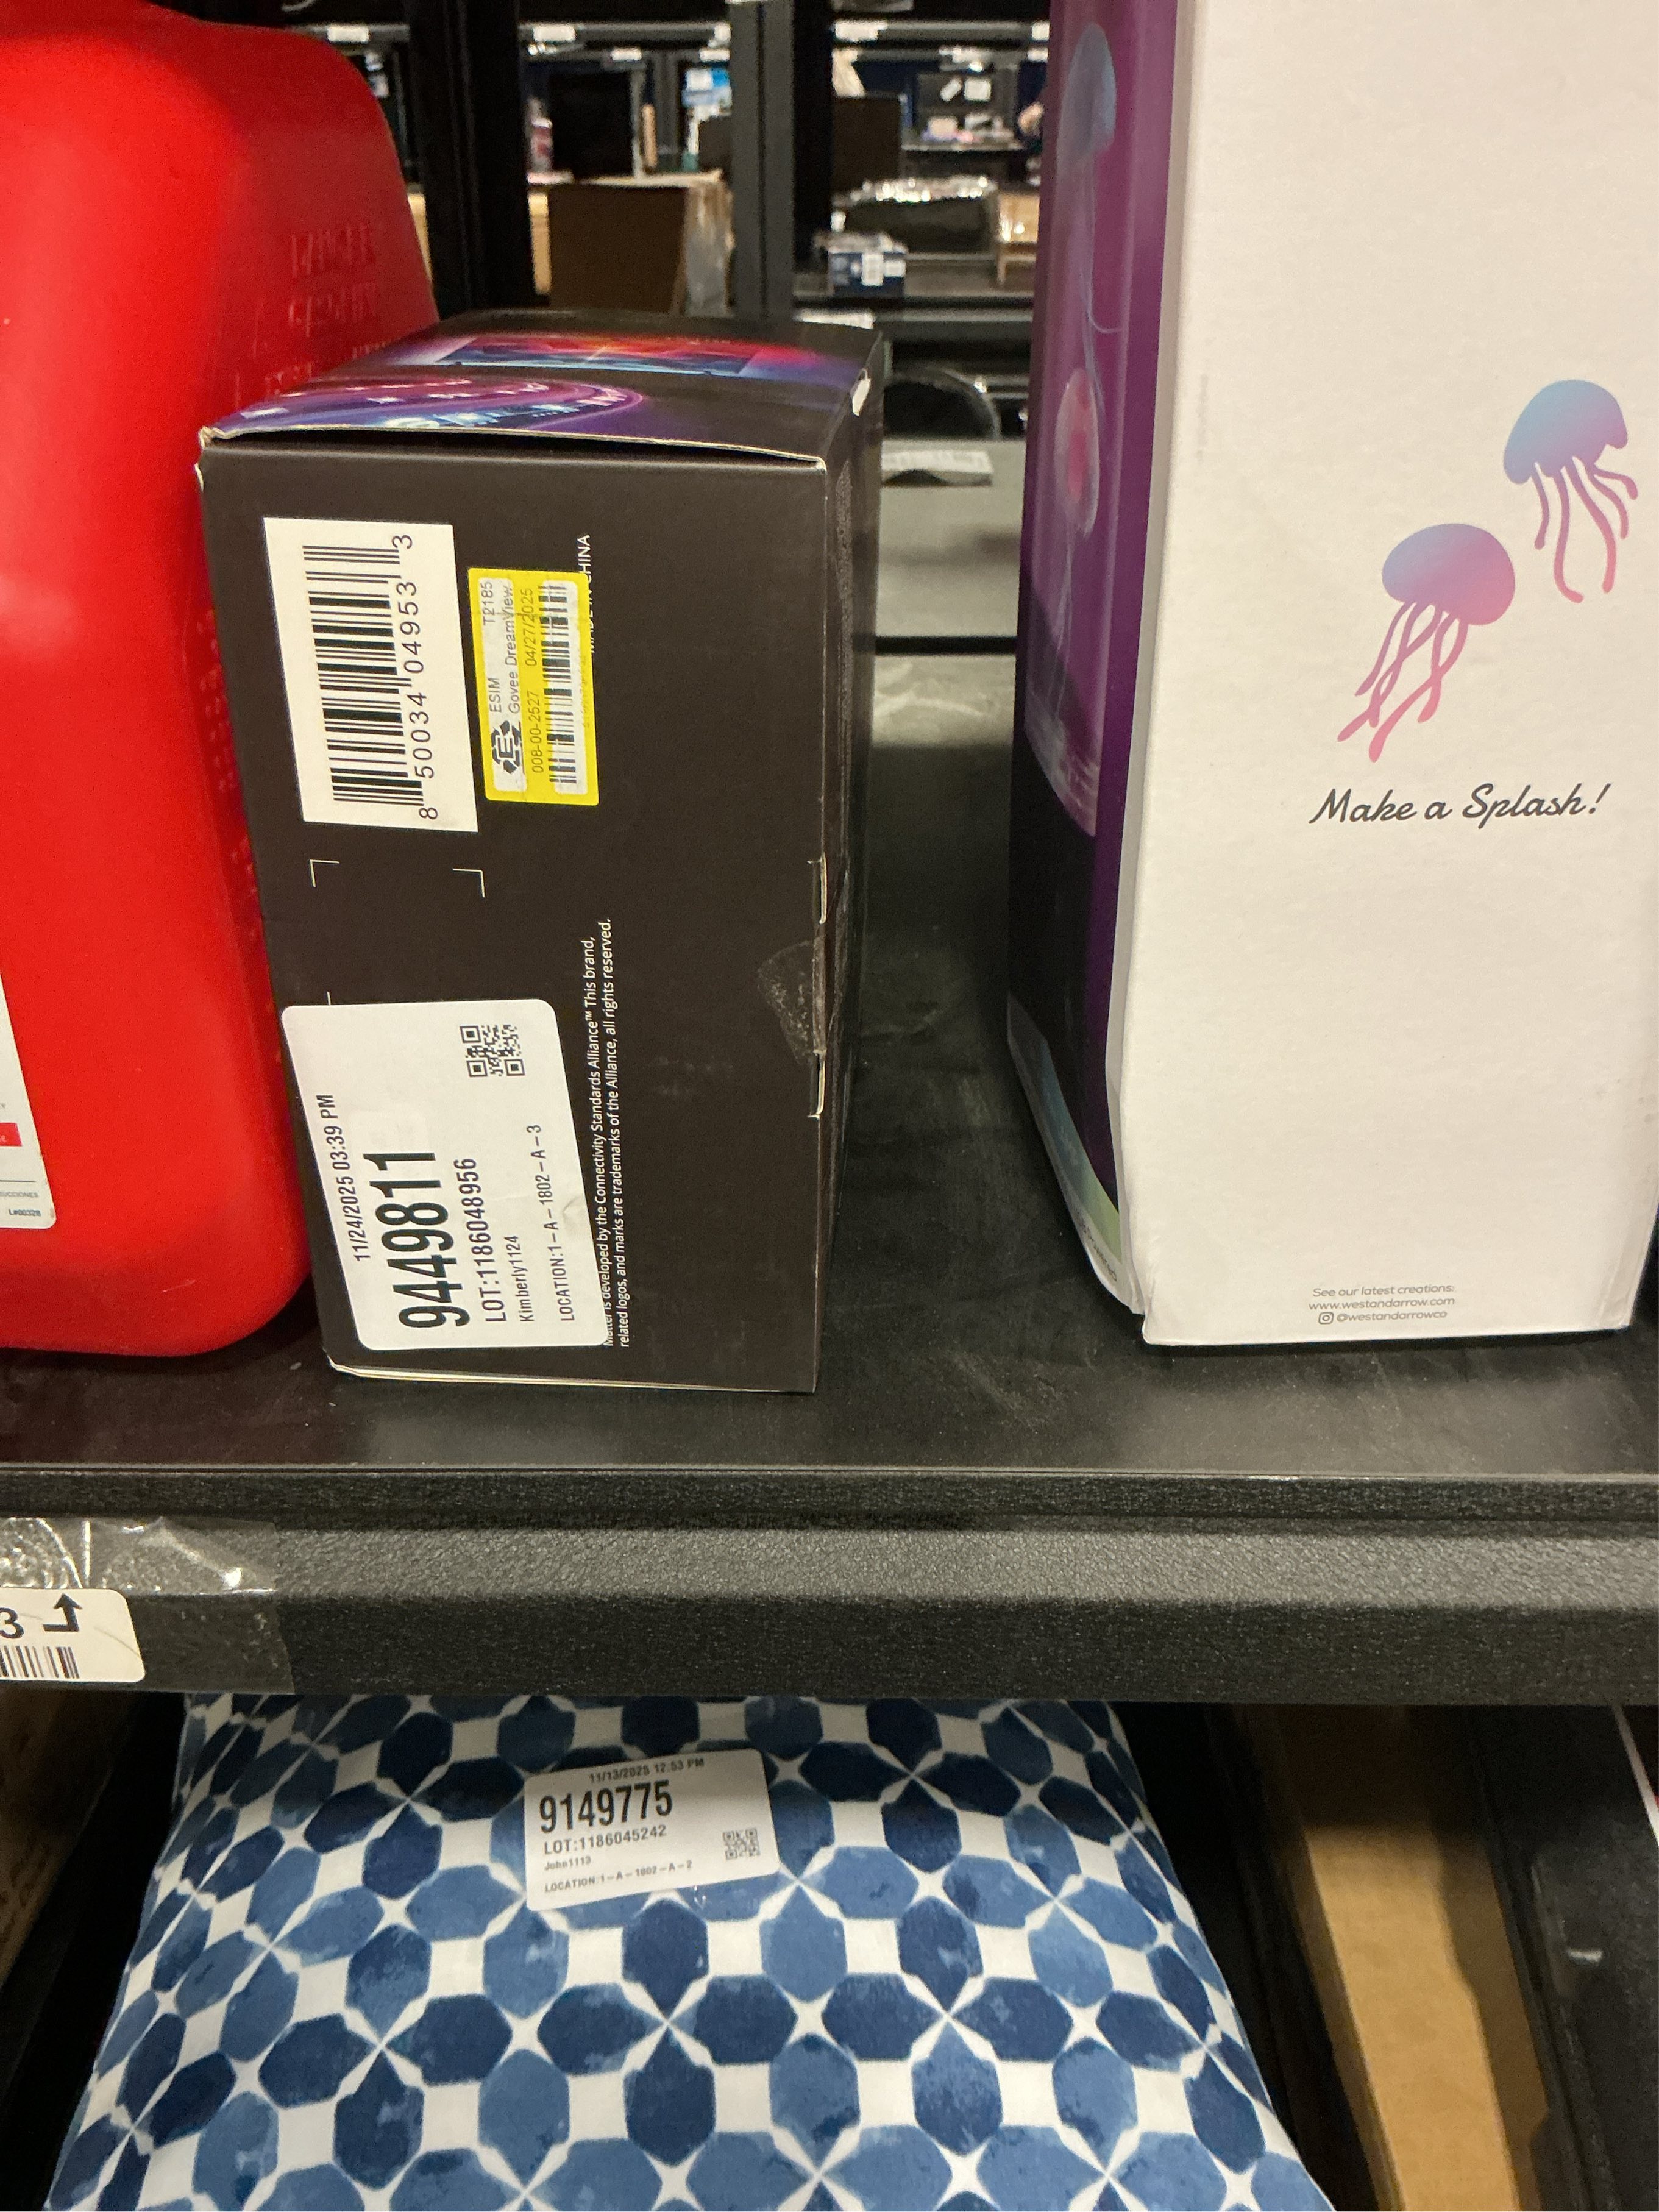 8 50034 04953 3
ESIM T2185
Govee DreamView
008-00-2527 04/27/2025
MADE IN CHINA
11/24/2025 03:39 PM
9449811
LOT:1186048956
Kimberly1124
LOCATION:1-A-1802-A-3
Matter is developed by the Connectivity Standards Alliance™ This brand,
related logos, and marks are trademarks of the Alliance, all rights reserved.
Make a Splash!
See our latest creations:
www.westandarrow.com
@westandarrowco
L#00328
3
11/13/2025 12:53 PM
9149775
LOT:1186045242
John1113
LOCATION:1-A-1802-A-2